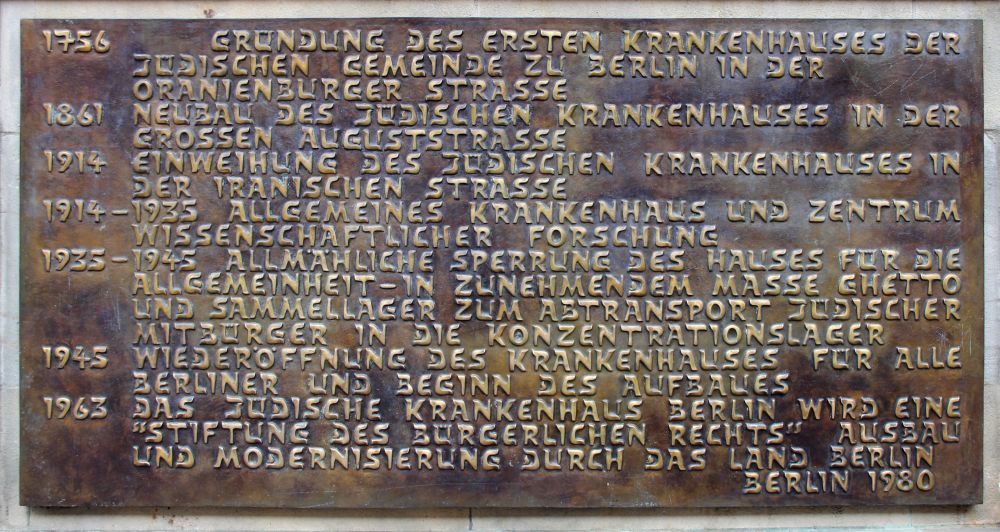 1756 GRÜNDUNG DES ERSTEN KRANKENHAUSES DER
JÜDISCHEN GEMEINDE ZU BERLIN IN DER
ORANIENBURGER STRASSE
1861 NEUBAU DES JÜDISCHEN KRANKENHAUSES IN DER
GROSSEN AUGUSTSTRASSE
1914 EINWEIHUNG DES JÜDISCHEN KRANKENHAUSES IN
DER IRANISCHEN STRASSE
1914-1935 ALLGEMEINES KRANKENHAUS UND ZENTRUM
WISSENSCHAFTLICHER FORSCHUNG
1935-1945 ALLMÄHLICHE SPERRUNG DES HAUSES FÜR DIE
ALLGEMEINHEIT-IN ZUNEHMENDEM MASSE GHETTO
UND SAMMELLAGER ZUM ABTRANSPORT JÜDISCHER
MITBÜRGER IN DIE KONZENTRATIONSLAGER
1945 WIEDERÖFFNUNG DES KRANKENHAUSES FÜR ALLE
BERLINER UND BEGINN DES AUFBAUES
1963 DAS JÜDISCHE KRANKENHAUS BERLIN WIRD EINE
"STIFTUNG DES BÜRGERLICHEN RECHTS" AUSBAU
UND MODERNISIERUNG DURCH DAS LAND BERLIN
BERLIN 1980